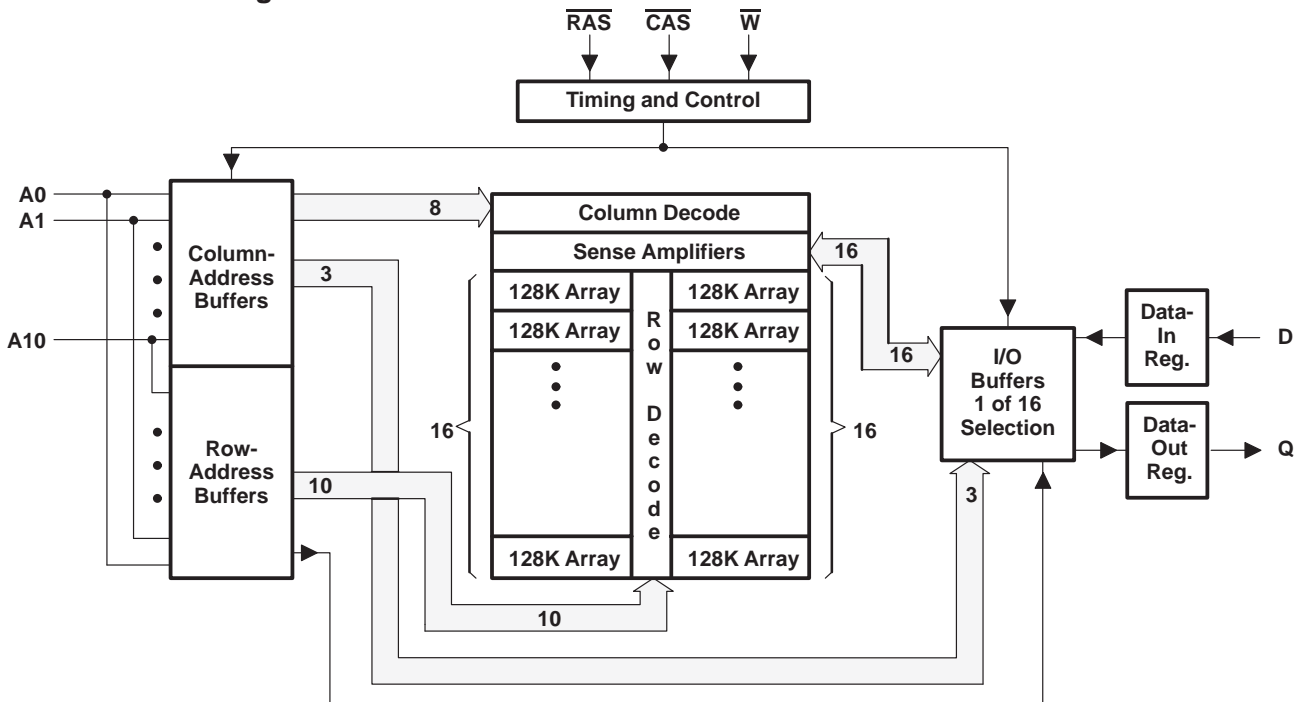 RAS CAS W
Timing and Control
A0
A1
A10
Column-
Address
Buffers
Row-
Address
Buffers
8
3
10
10
Column Decode
Sense Amplifiers
128K Array
128K Array
128K Array
128K Array
128K Array
128K Array
Row Decode
16
16
16
16
3
I/O
Buffers
1 of 16
Selection
Data-
In
Reg.
D
Data-
Out
Reg.
Q